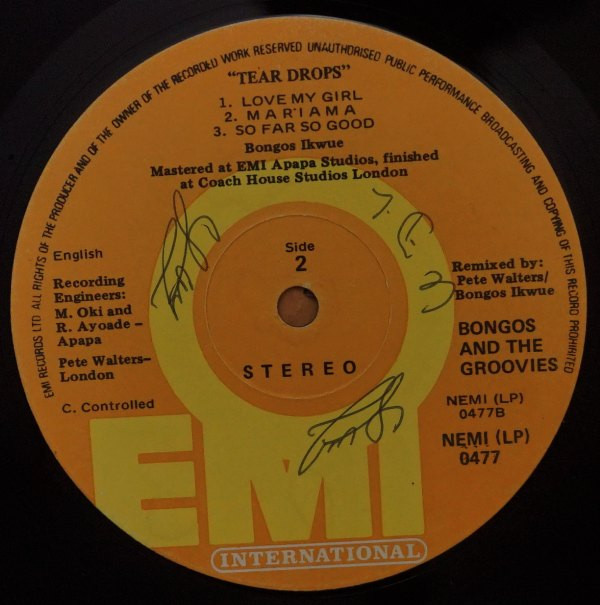 EMI RECORDS LTD ALL RIGHTS OF THE PRODUCER AND OF THE OWNER OF THE RECORDED WORK RESERVED UNAUTHORISED PUBLIC PERFORMANCE BROADCASTING AND COPYING OF THIS RECORD PROHIBITED
"TEAR DROPS"
1. LOVE MY GIRL
2. MARIAMA
3. SO FAR SO GOOD
Bongos Ikwue
Mastered at EMI Apapa Studios, finished
at Coach House Studios London
English
Recording
Engineers:
M. Oki and
R. Ayoade –
Apapa
Pete Walters–
London
C. Controlled
Side
2
STEREO
Remixed by:
Pete Walters/
Bongos Ikwue
BONGOS
AND THE
GROOVIES
NEMI (LP)
0477B
NEMI (LP)
0477
EMI
INTERNATIONAL